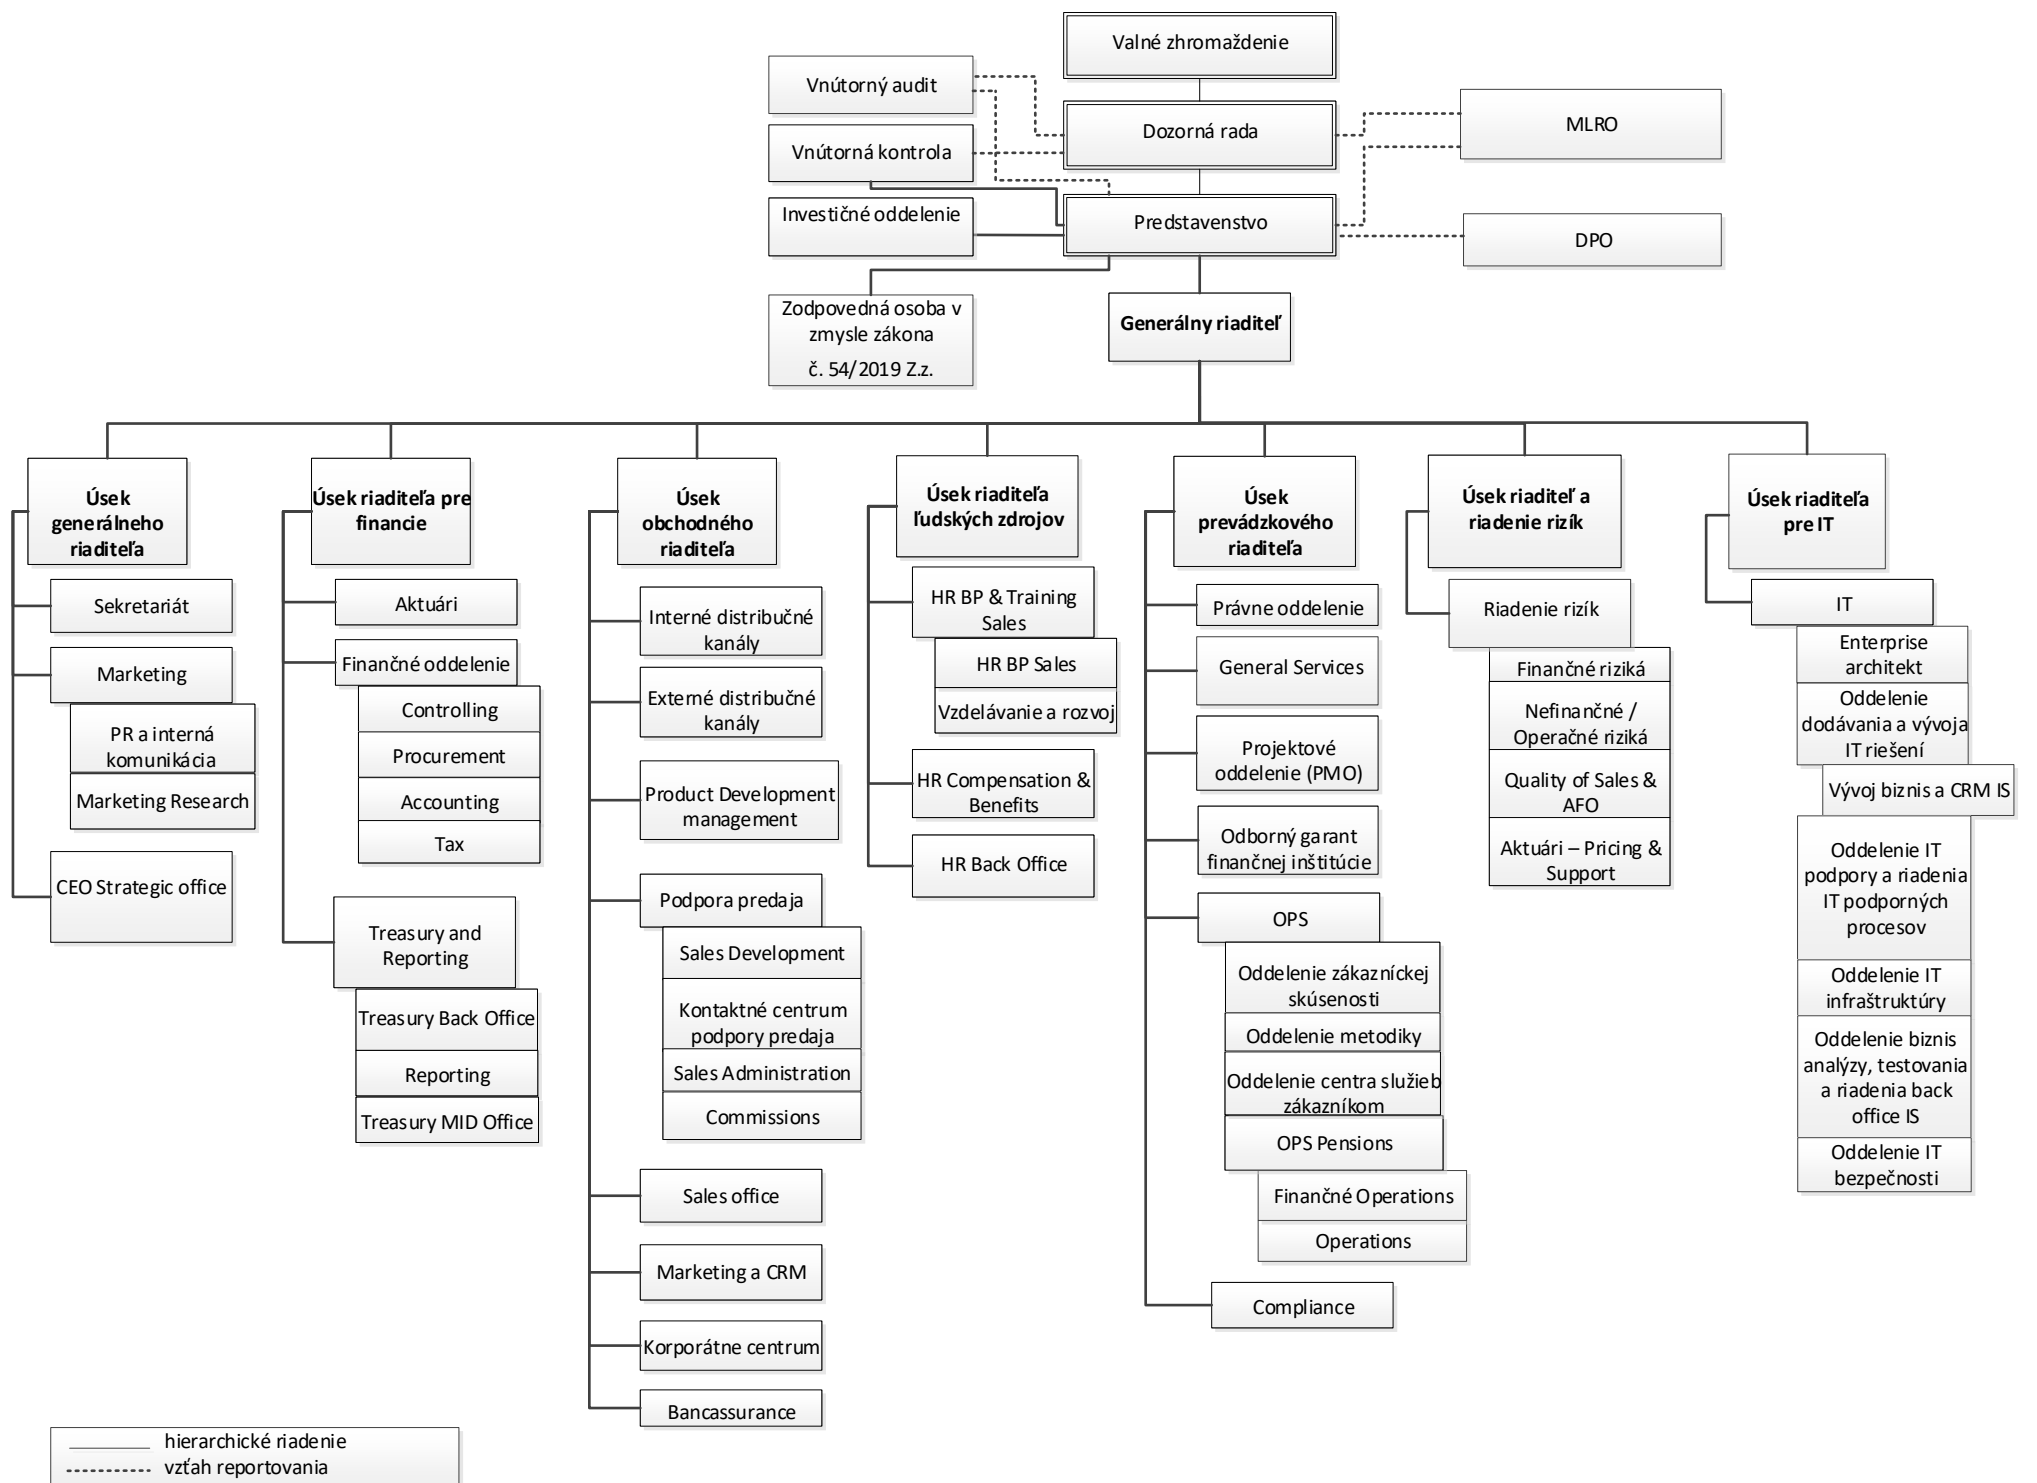 Valné zhromaždenie
Vnútorný audit
Dozorná rada
MLRO
Vnútorná kontrola
Investičné oddelenie
Predstavenstvo
DPO
Zodpovedná osoba v
zmysle zákona
č. 54/2019 Z.z.
Generálny riaditeľ
Úsek
generálneho
riaditeľa
Sekretariát
Marketing
PR a interná
komunikácia
Marketing Research
CEO Strategic office
Úsek riaditeľa pre
financie
Aktuári
Finančné oddelenie
Controlling
Procurement
Accounting
Tax
Treasury and
Reporting
Treasury Back Office
Reporting
Treasury MID Office
Úsek
obchodného
riaditeľa
Interné distribučné
kanály
Externé distribučné
kanály
Product Development
management
Podpora predaja
Sales Development
Kontaktné centrum
podpory predaja
Sales Administration
Commissions
Sales office
Marketing a CRM
Korporátne centrum
Bancassurance
Úsek riaditeľa
ľudských zdrojov
HR BP & Training
Sales
HR BP Sales
Vzdelávanie a rozvoj
HR Compensation &
Benefits
HR Back Office
Úsek
prevádzkového
riaditeľa
Právne oddelenie
General Services
Projektové
oddelenie (PMO)
Odborný garant
finančnej inštitúcie
OPS
Oddelenie zákazníckej
skúsenosti
Oddelenie metodiky
Oddelenie centra služieb
zákazníkom
OPS Pensions
Finančné Operations
Operations
Compliance
Úsek riaditeľ a
riadenie rizík
Riadenie rizík
Finančné riziká
Nefinančné /
Operačné riziká
Quality of Sales &
AFO
Aktuári – Pricing &
Support
Úsek riaditeľa
pre IT
IT
Enterprise
architekt
Oddelenie
dodávania a vývoja
IT riešení
Vývoj biznis a CRM IS
Oddelenie IT
podpory a riadenia
IT podporných
procesov
Oddelenie IT
infraštruktúry
Oddelenie biznis
analýzy, testovania
a riadenia back
office IS
Oddelenie IT
bezpečnosti
hierarchické riadenie
vzťah reportovania